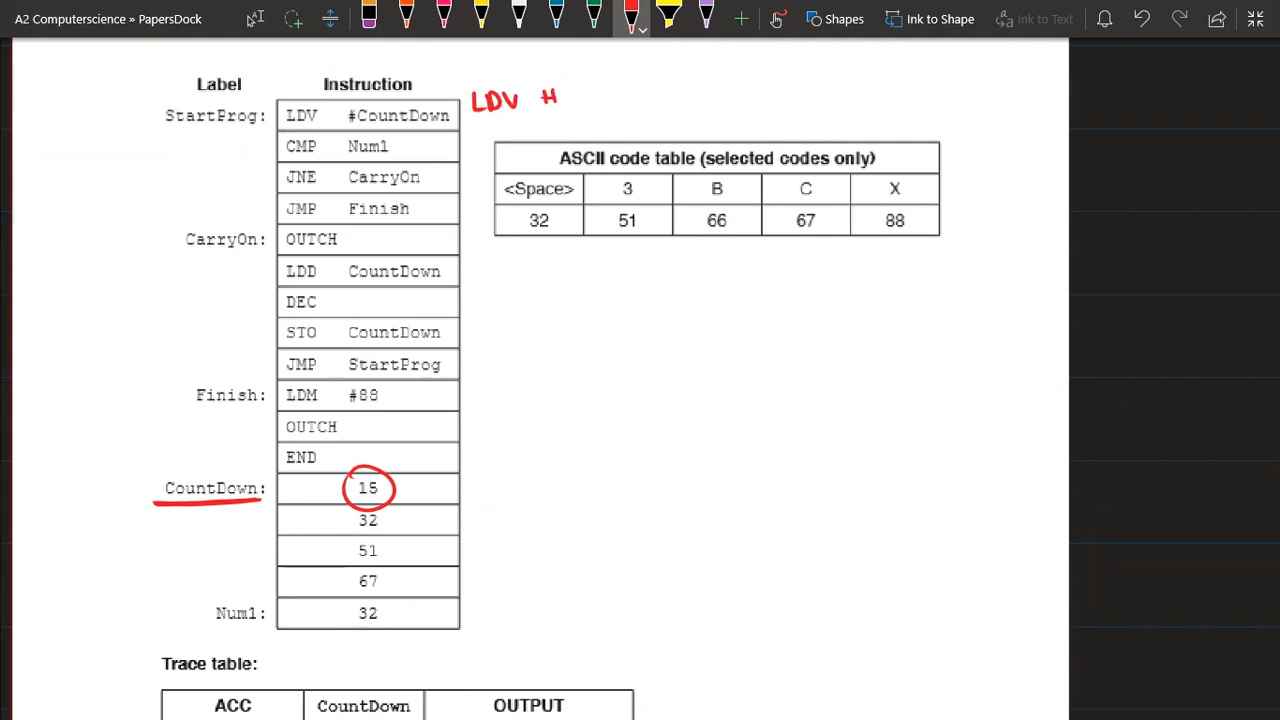 A2 Computerscience » PapersDock
Shapes
Ink to Shape
Ink to Text
Label Instruction
StartProg: LDV #CountDown
LDV #
CMP Num1
JNE CarryOn
JMP Finish
CarryOn: OUTCH
LDD CountDown
DEC
STO CountDown
JMP StartProg
Finish: LDM #88
OUTCH
END
CountDown: 15
32
51
67
Num1: 32
ASCII code table (selected codes only)
<Space> 3 B C X
32 51 66 67 88
Trace table:
ACC CountDown OUTPUT